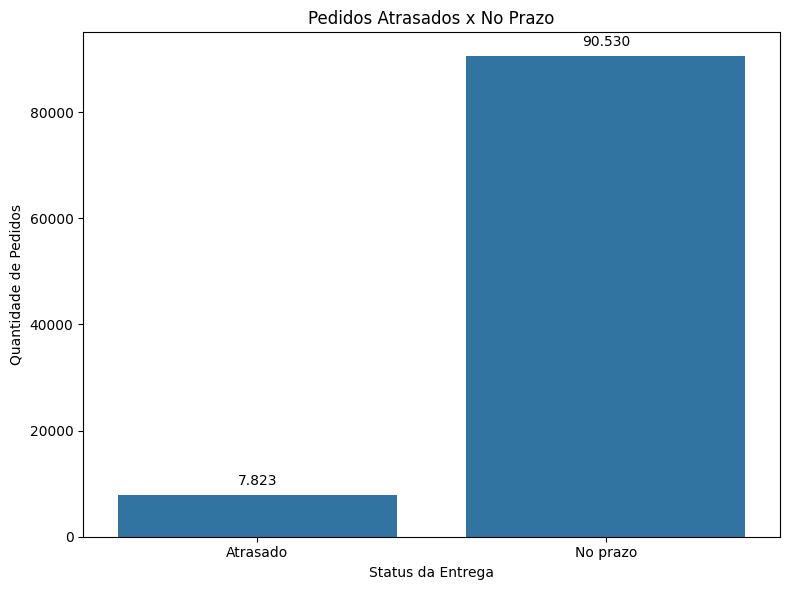 Pedidos Atrasados x No Prazo
90.530
80000
60000
40000
20000
0
Quantidade de Pedidos
7.823
Atrasado
No prazo
Status da Entrega